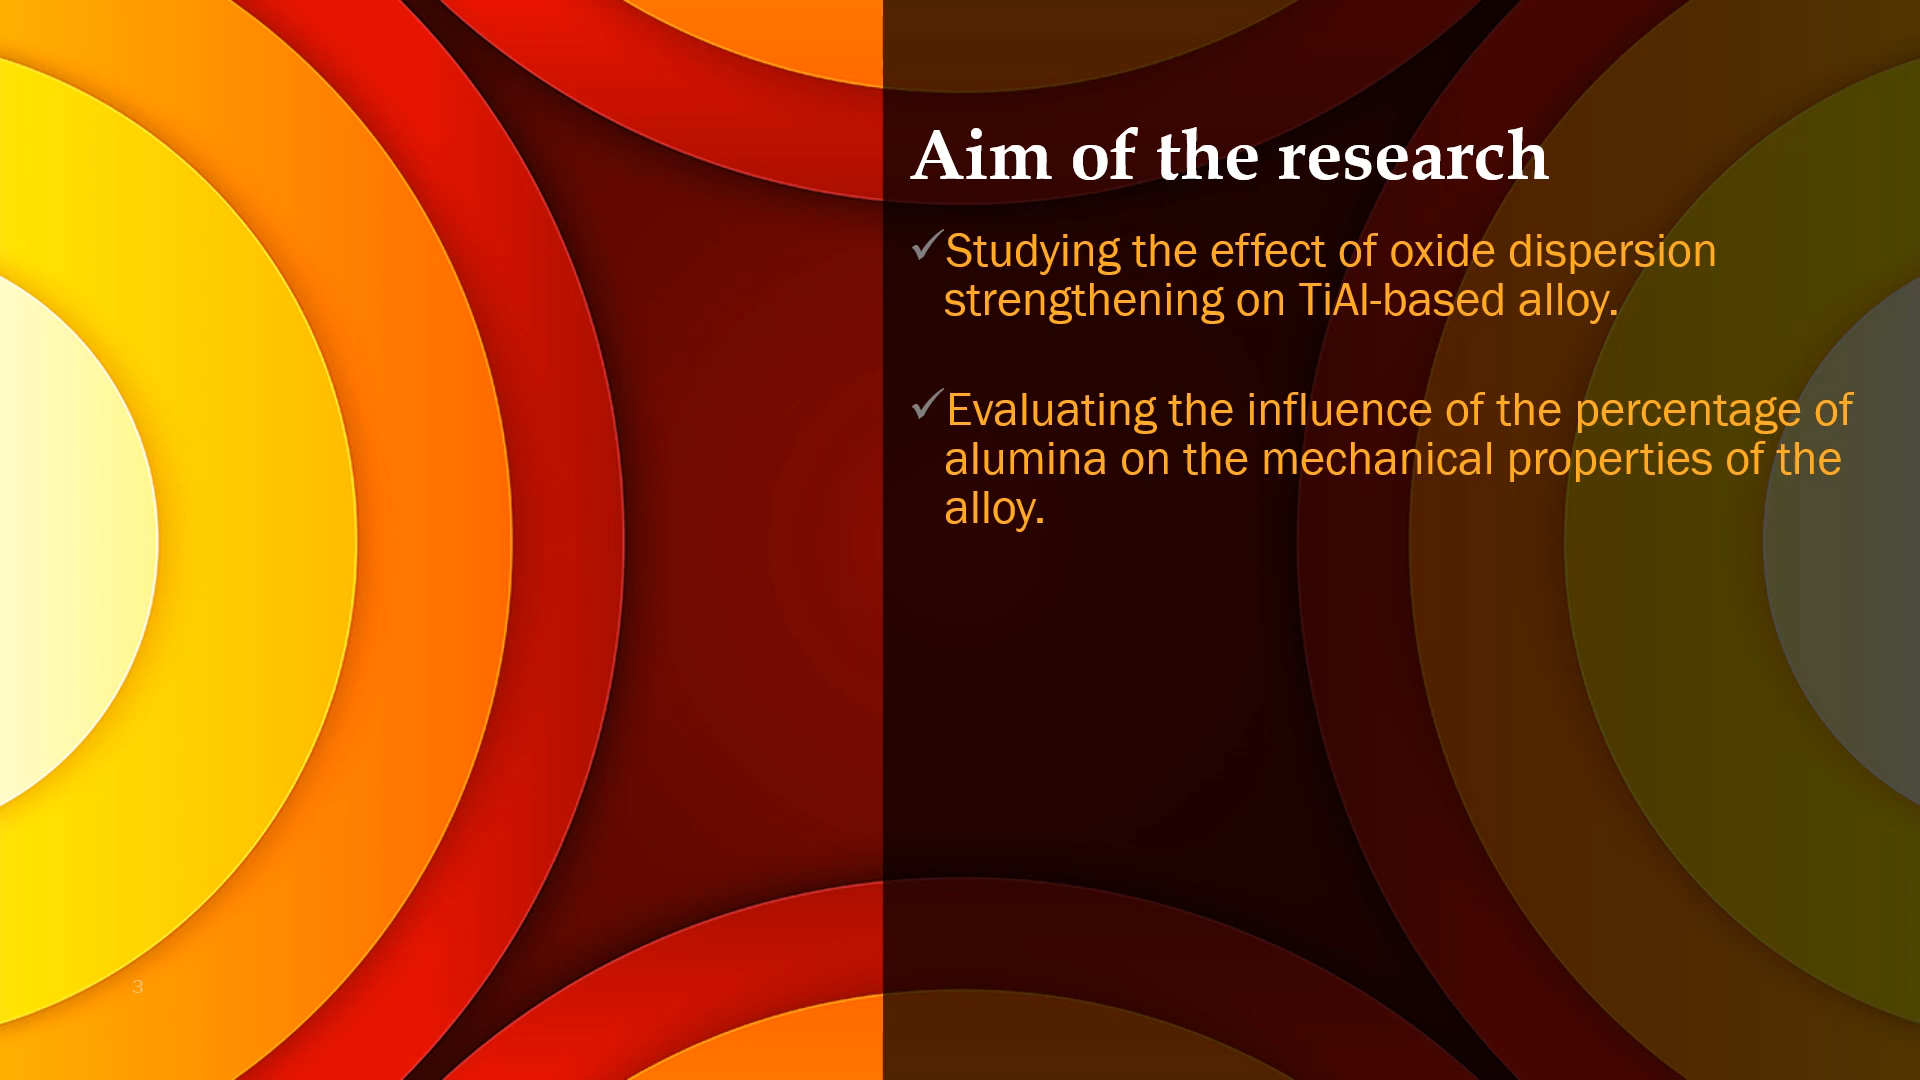 Aim of the research
✓Studying the effect of oxide dispersion
strengthening on TiAl-based alloy.
✓Evaluating the influence of the percentage of
alumina on the mechanical properties of the
alloy.
3